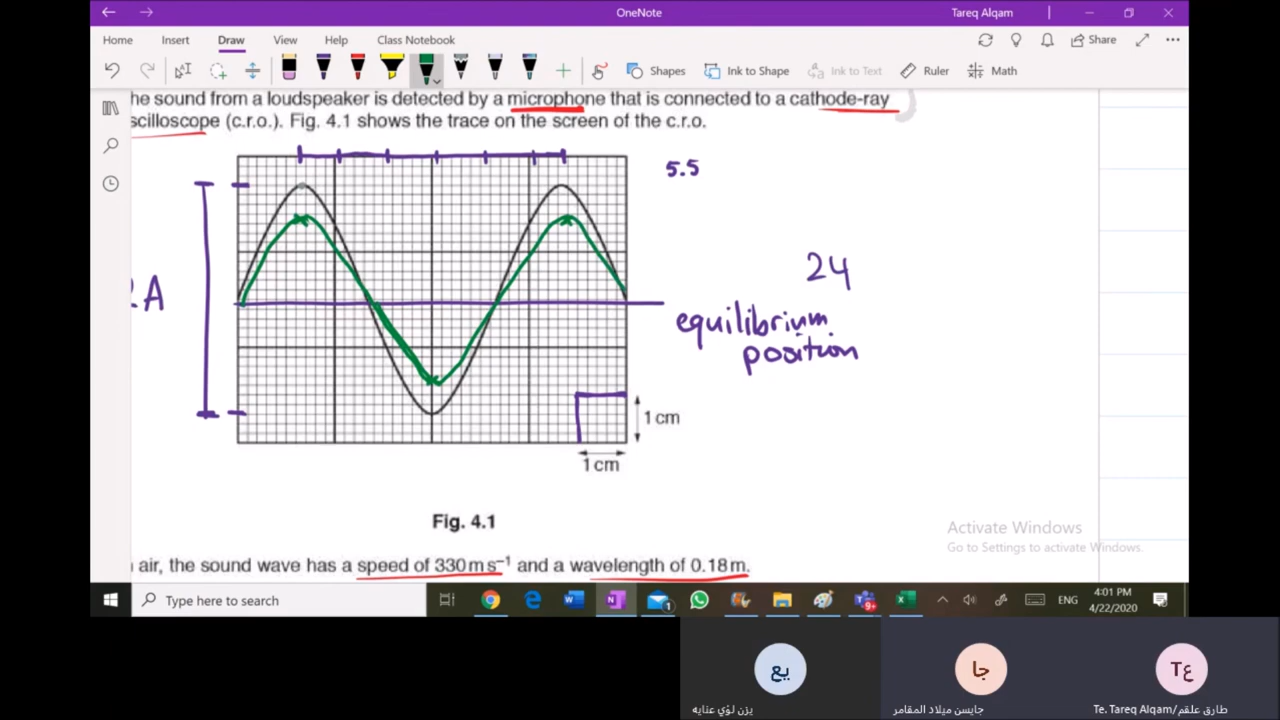 OneNote
Tareq Alqam
Home Insert Draw View Help Class Notebook
Share
Shapes
Ink to Shape
Ink to Text
Ruler
Math
he sound from a loudspeaker is detected by a microphone that is connected to a cathode-ray
scilloscope (c.r.o.). Fig. 4.1 shows the trace on the screen of the c.r.o.
5.5
24
A
equilibrium
position
1 cm
1 cm
Fig. 4.1
air, the sound wave has a speed of 330 m s⁻¹ and a wavelength of 0.18 m.
Activate Windows
Go to Settings to activate Windows.
Type here to search
ENG
4:01 PM
4/22/2020
يع
جا
عT
يزن لؤي عنايه
جايسن ميلاد المقامر
Te. Tareq Alqam/طارق علقم